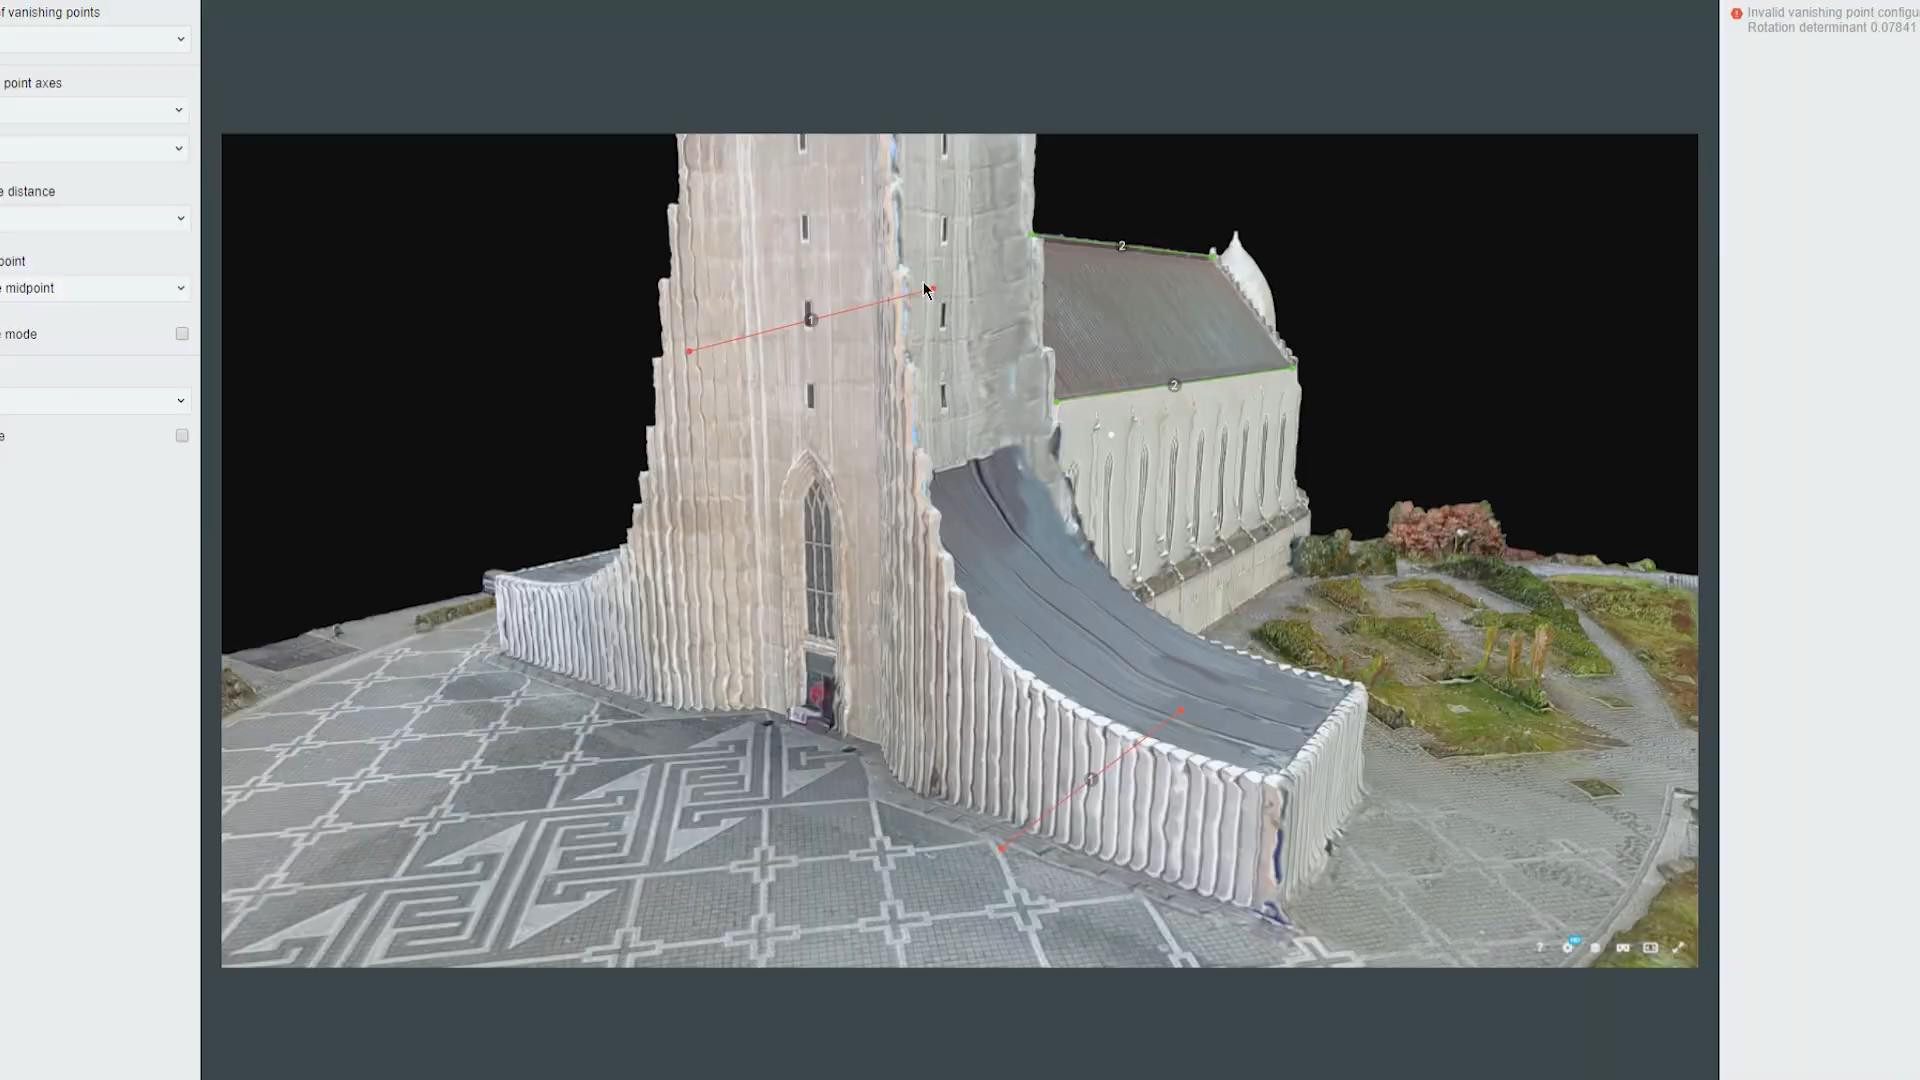 f vanishing points
point axes
e distance
point
e midpoint
e mode
e
Invalid vanishing point configu
Rotation determinant 0.07841
2
1
2
1
?
HD